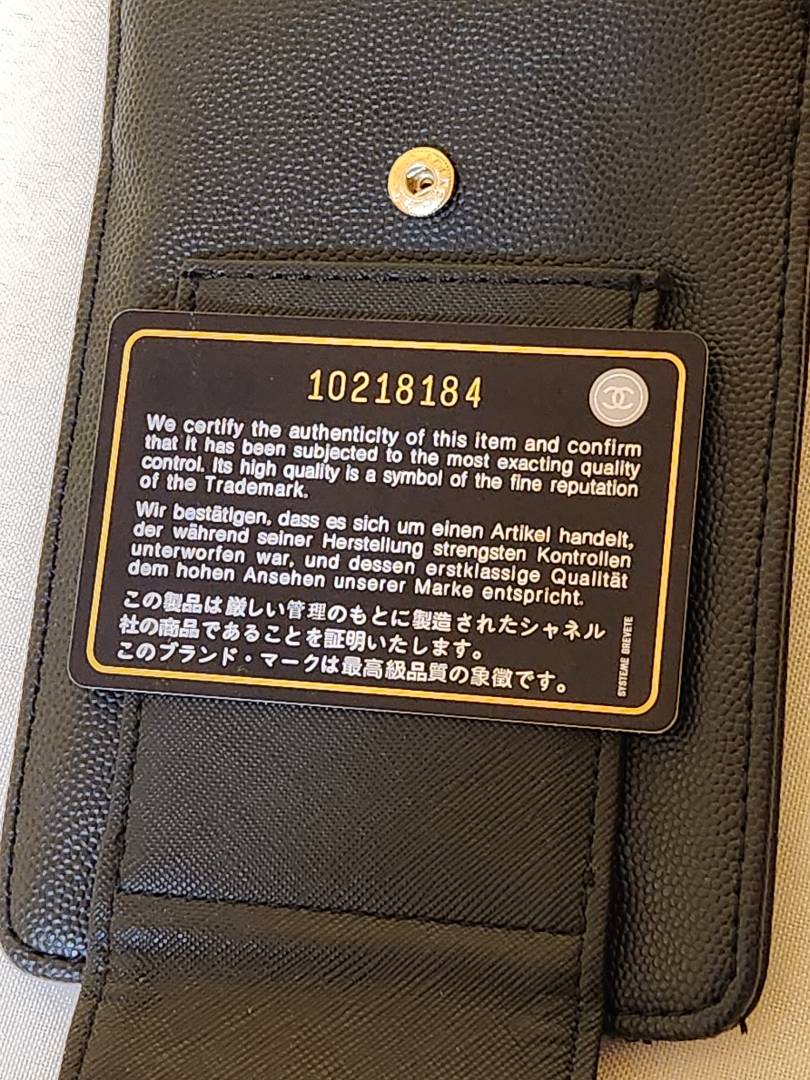 10218184
We certify the authenticity of this item and confirm
that it has been subjected to the most exacting quality
control. Its high quality is a symbol of the fine reputation
of the Trademark.
Wir bestätigen, dass es sich um einen Artikel handelt,
der während seiner Herstellung strengsten Kontrollen
unterworfen war, und dessen erstklassige Qualität
dem hohen Ansehen unserer Marke entspricht.
この製品は厳しい管理のもとに製造されたシャネル
社の商品であることを証明いたします。
このブランド・マークは最高級品質の象徴です。
SYSTEME BREVETE